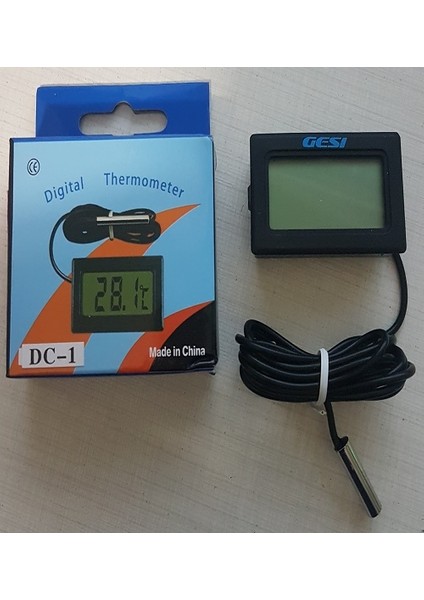 CE
Digital Thermometer
28.1℃
DC-1
Made in China
GESI